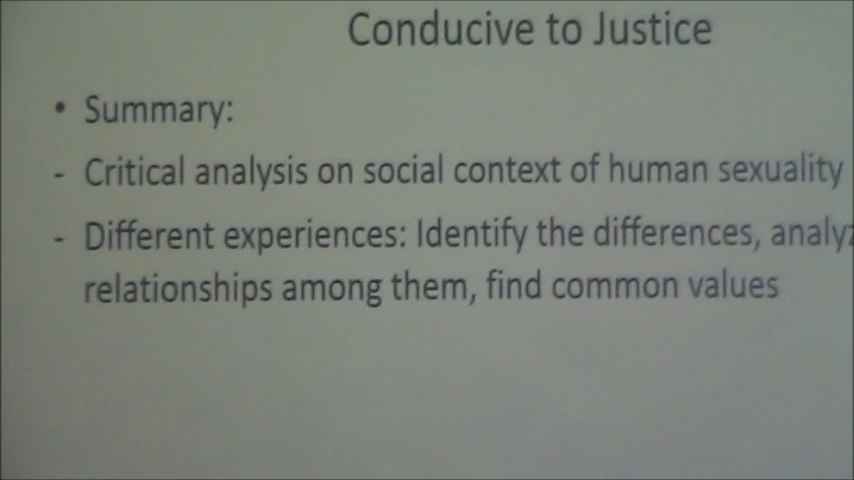 Conducive to Justice
• Summary:
- Critical analysis on social context of human sexuality
- Different experiences: Identify the differences,
relationships among them, find common values